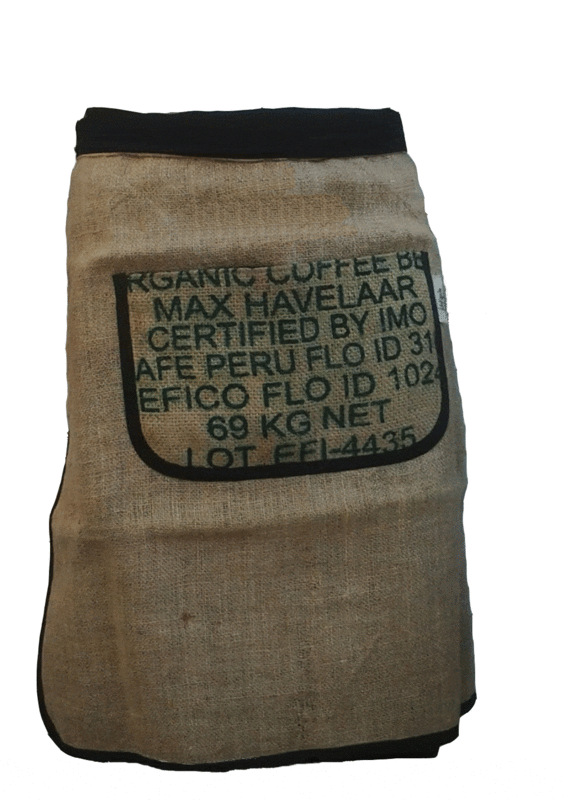 RGANIC COFFEE BE
MAX HAVELAAR
CERTIFIED BY IMO
AFE PERU FLO ID 31
EFICO FLO ID 1024
69 KG NET
LOT EFI-4435